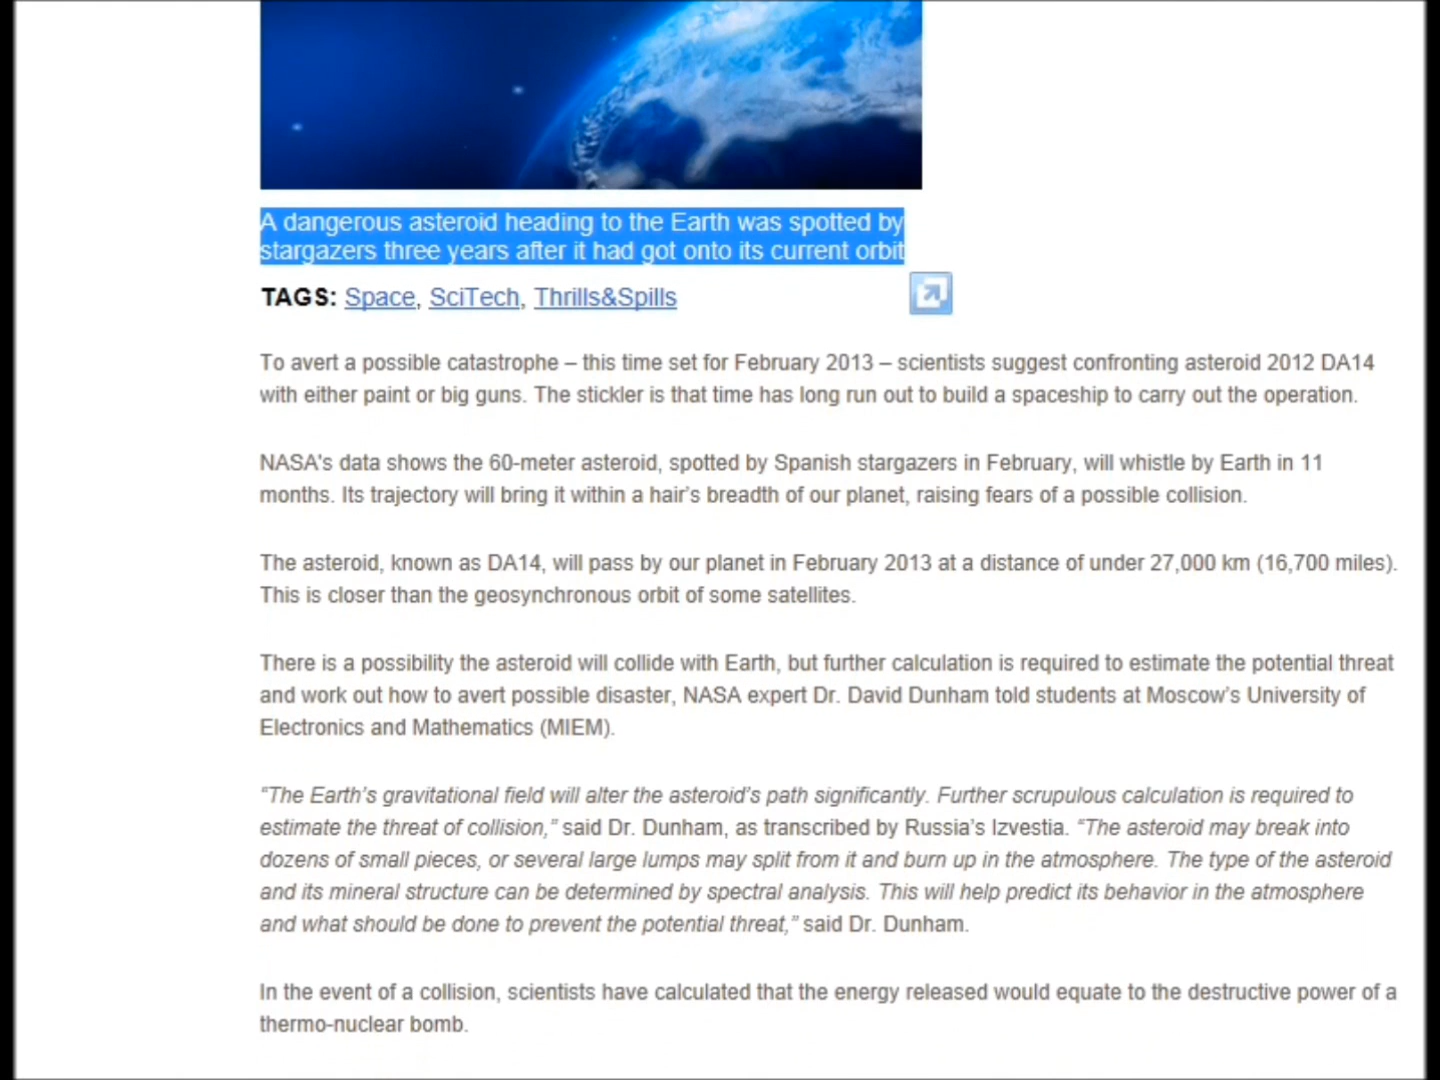 A dangerous asteroid heading to the Earth was spotted by
stargazers three years after it had got onto its current orbit
TAGS: Space, SciTech, Thrills&Spills
To avert a possible catastrophe – this time set for February 2013 – scientists suggest confronting asteroid 2012 DA14
with either paint or big guns. The stickler is that time has long run out to build a spaceship to carry out the operation.
NASA's data shows the 60-meter asteroid, spotted by Spanish stargazers in February, will whistle by Earth in 11
months. Its trajectory will bring it within a hair's breadth of our planet, raising fears of a possible collision.
The asteroid, known as DA14, will pass by our planet in February 2013 at a distance of under 27,000 km (16,700 miles).
This is closer than the geosynchronous orbit of some satellites.
There is a possibility the asteroid will collide with Earth, but further calculation is required to estimate the potential threat
and work out how to avert possible disaster, NASA expert Dr. David Dunham told students at Moscow's University of
Electronics and Mathematics (MIEM).
“The Earth's gravitational field will alter the asteroid's path significantly. Further scrupulous calculation is required to
estimate the threat of collision,” said Dr. Dunham, as transcribed by Russia's Izvestia. “The asteroid may break into
dozens of small pieces, or several large lumps may split from it and burn up in the atmosphere. The type of the asteroid
and its mineral structure can be determined by spectral analysis. This will help predict its behavior in the atmosphere
and what should be done to prevent the potential threat,” said Dr. Dunham.
In the event of a collision, scientists have calculated that the energy released would equate to the destructive power of a
thermo-nuclear bomb.